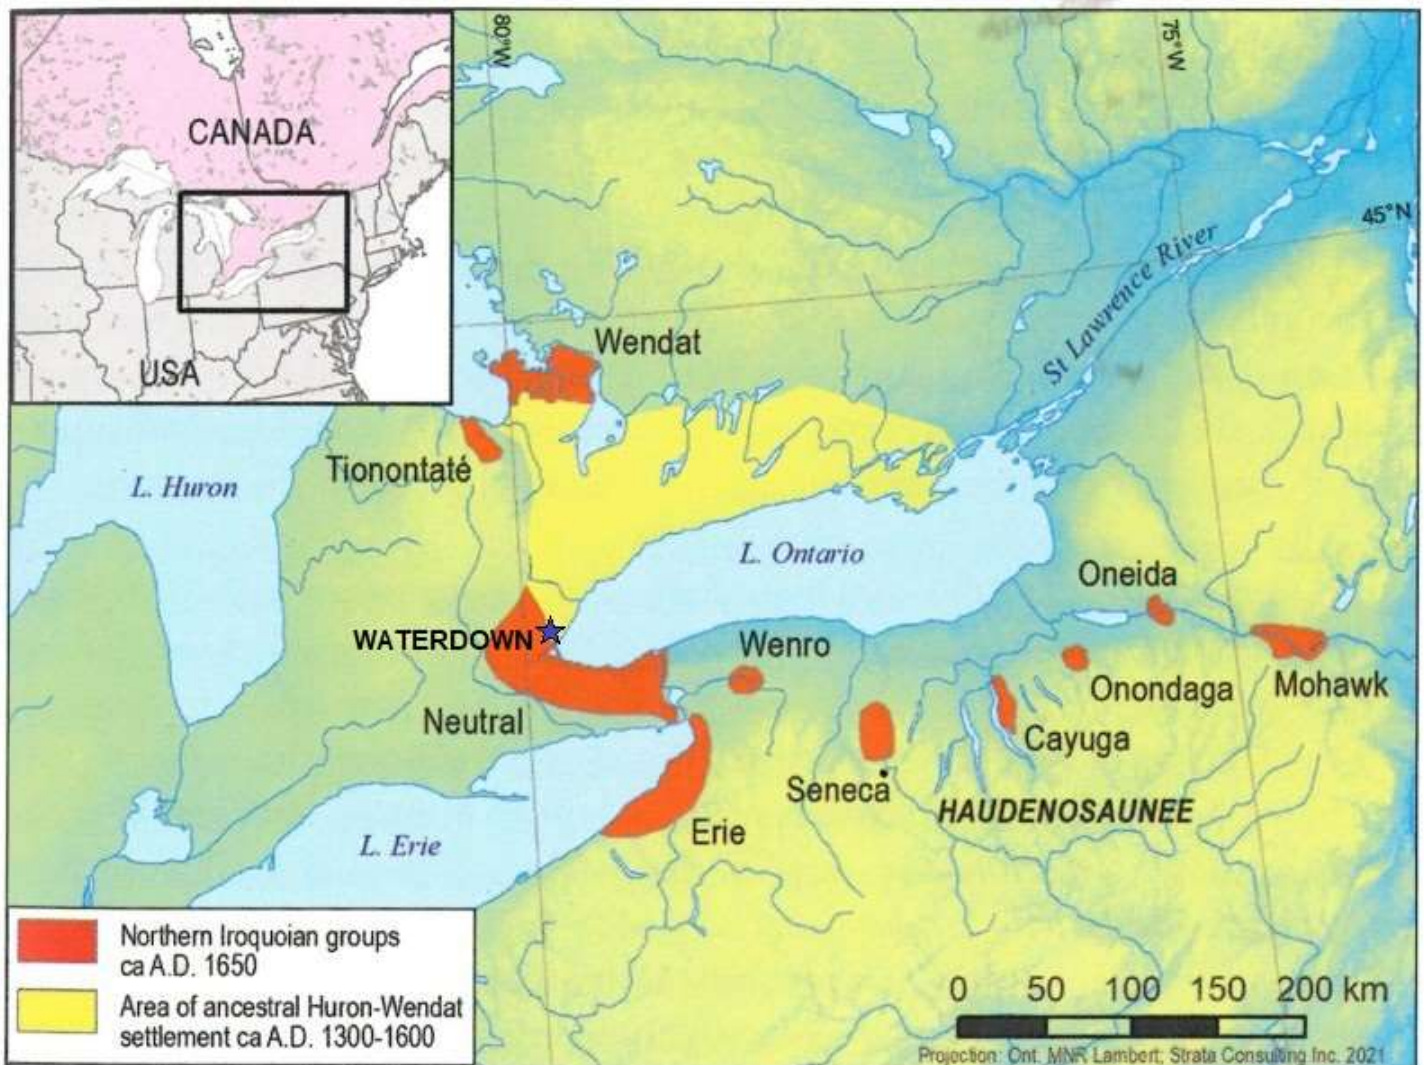 CANADA
USA
80°W
75°W
45°N
St Lawrence River
Wendat
Tionontaté
L. Huron
L. Ontario
Oneida
WATERDOWN
Wenro
Onondaga
Mohawk
Neutral
Cayuga
Seneca
HAUDENOSAUNEE
Erie
L. Erie
Northern Iroquoian groups
ca A.D. 1650
Area of ancestral Huron-Wendat
settlement ca A.D. 1300-1600
0 50 100 150 200 km
Projection: Ont. MNR Lambert; Strata Consulting Inc. 2021